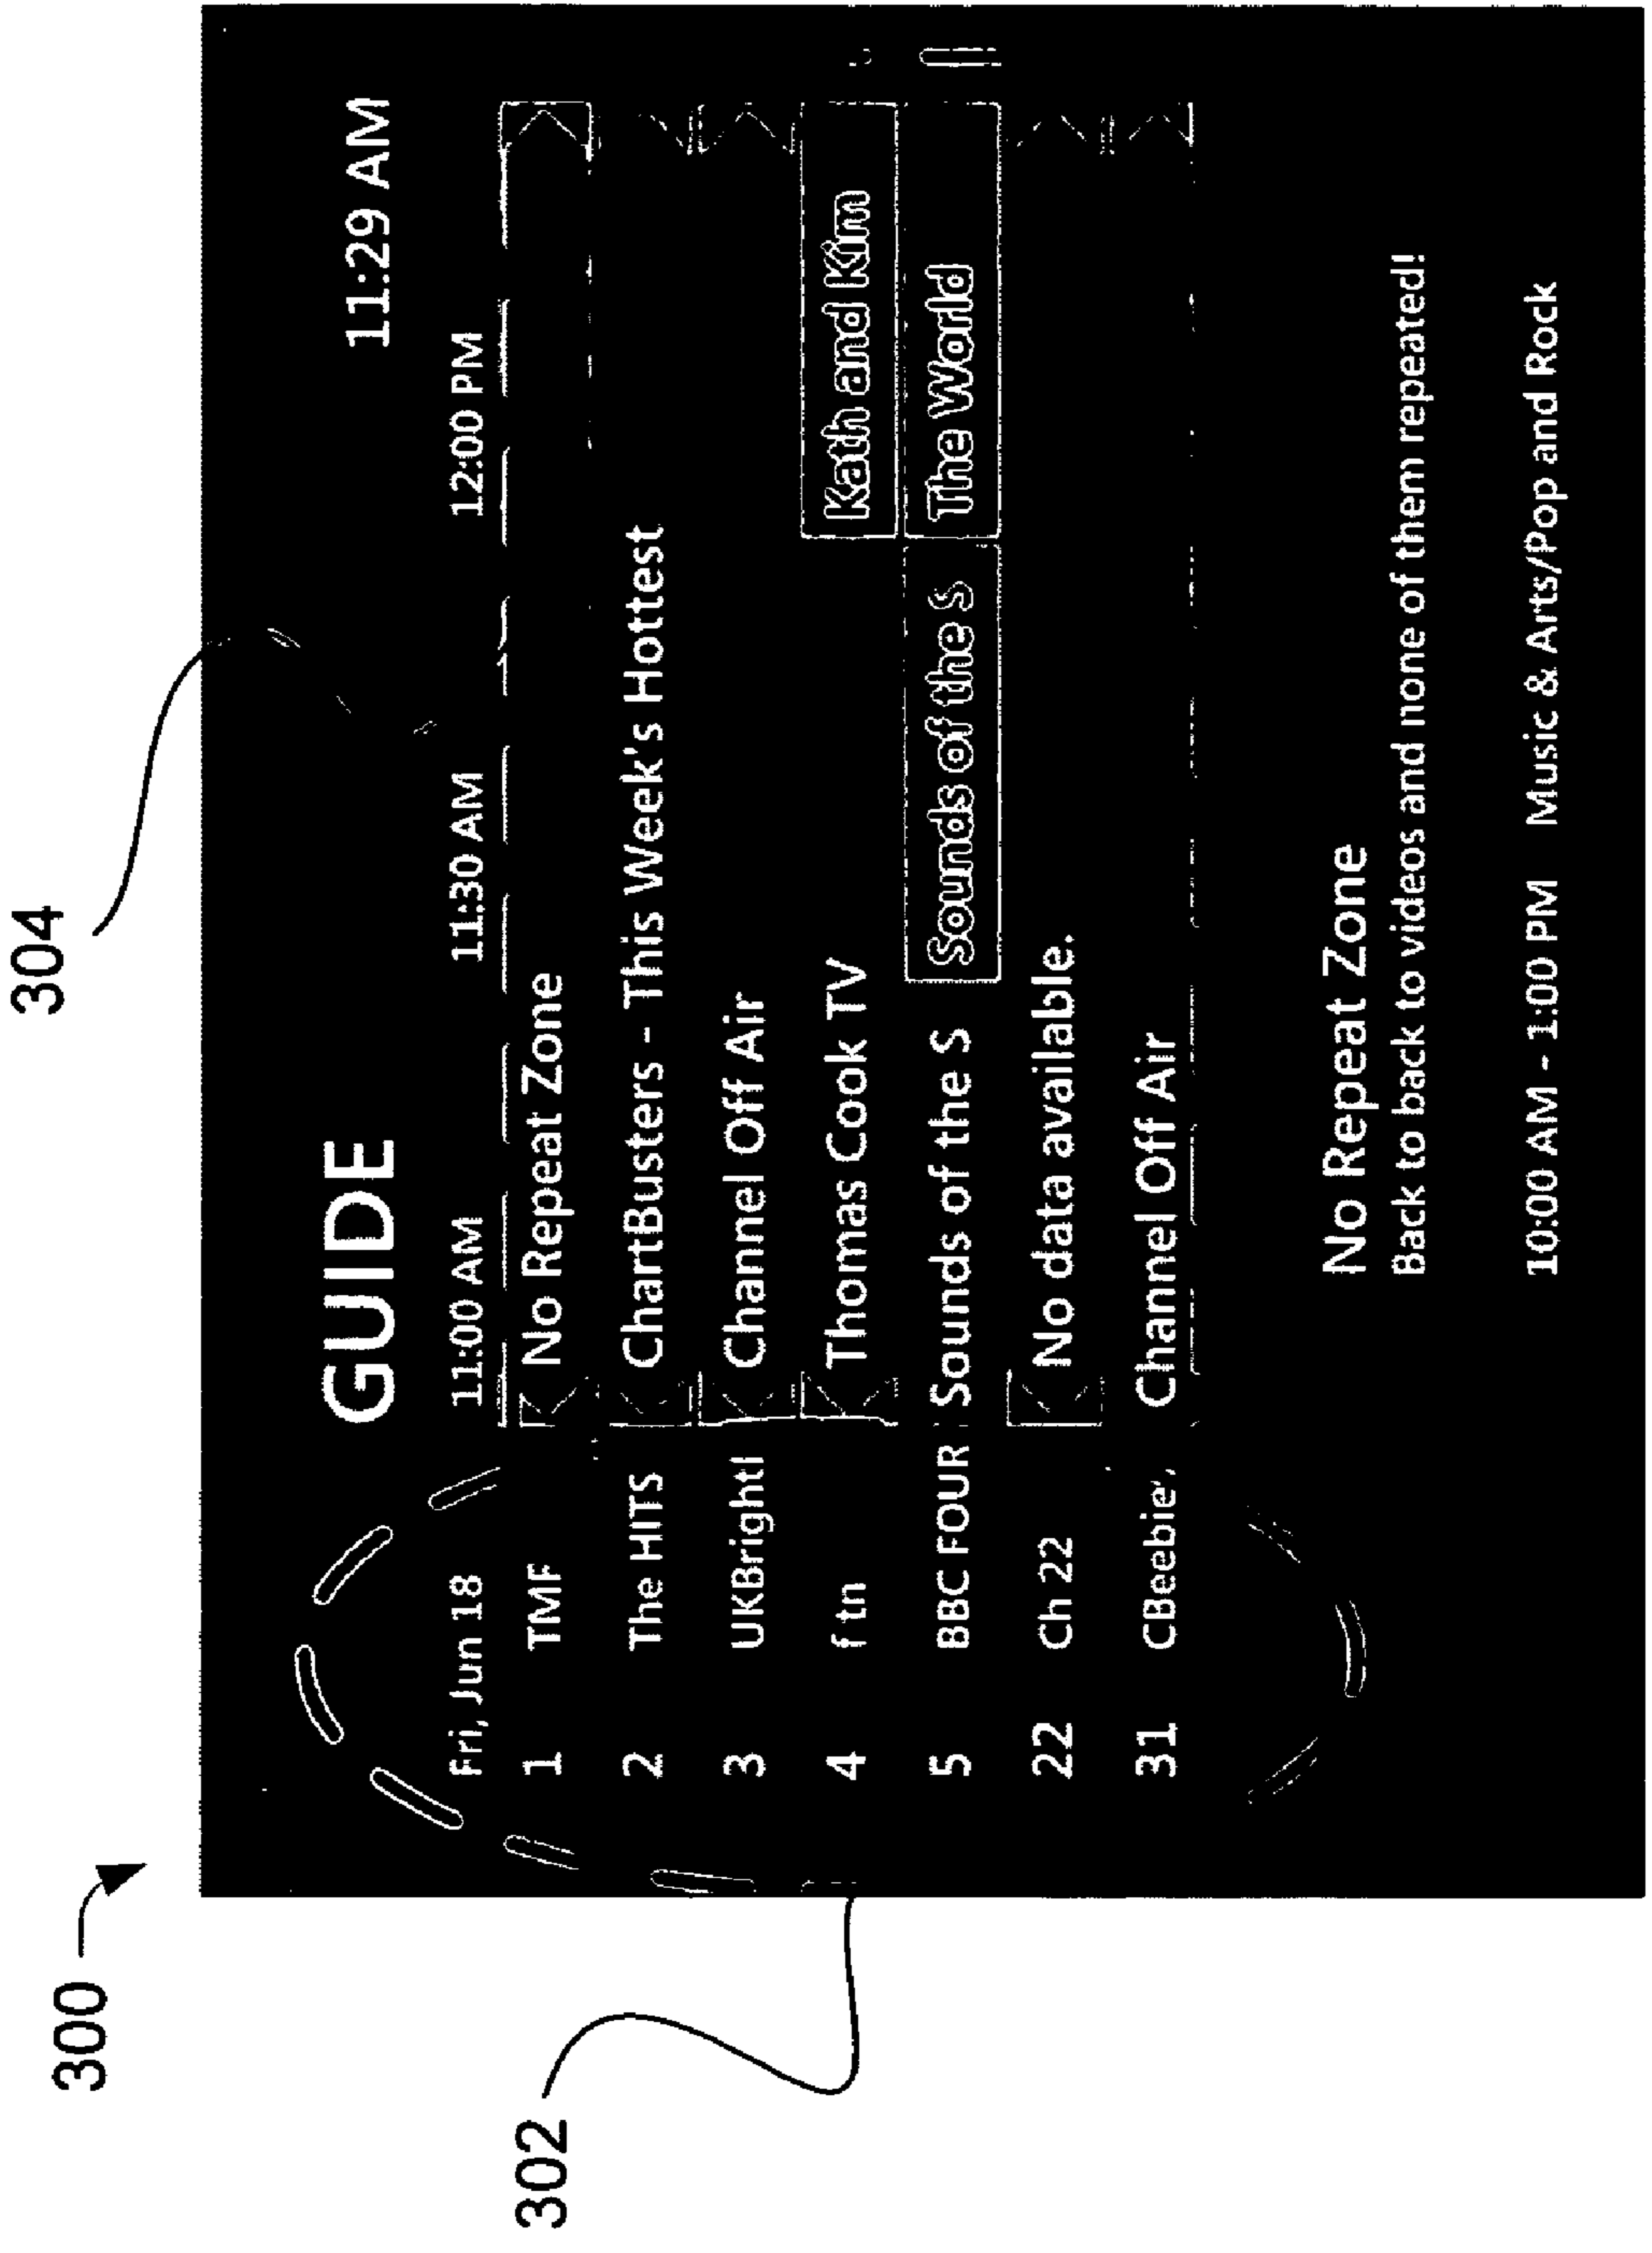 300
304
302
GUIDE 11:29 AM
Fri, Jun 18 11:00 AM 11:30 AM 12:00 PM
1 TMF No Repeat Zone
2 The HITS ChartBusters - This Week's Hottest
3 UKBrightI Channel Off Air
4 ftn Thomas Cook TV Kath and Kim
5 BBC FOUR Sounds of the S Sounds of the S The World
22 Ch 22 No data available.
31 CBeebie Channel Off Air
No Repeat Zone
Back to back to videos and none of them repeated!
10:00 AM - 1:00 PM Music & Arts/Pop and Rock